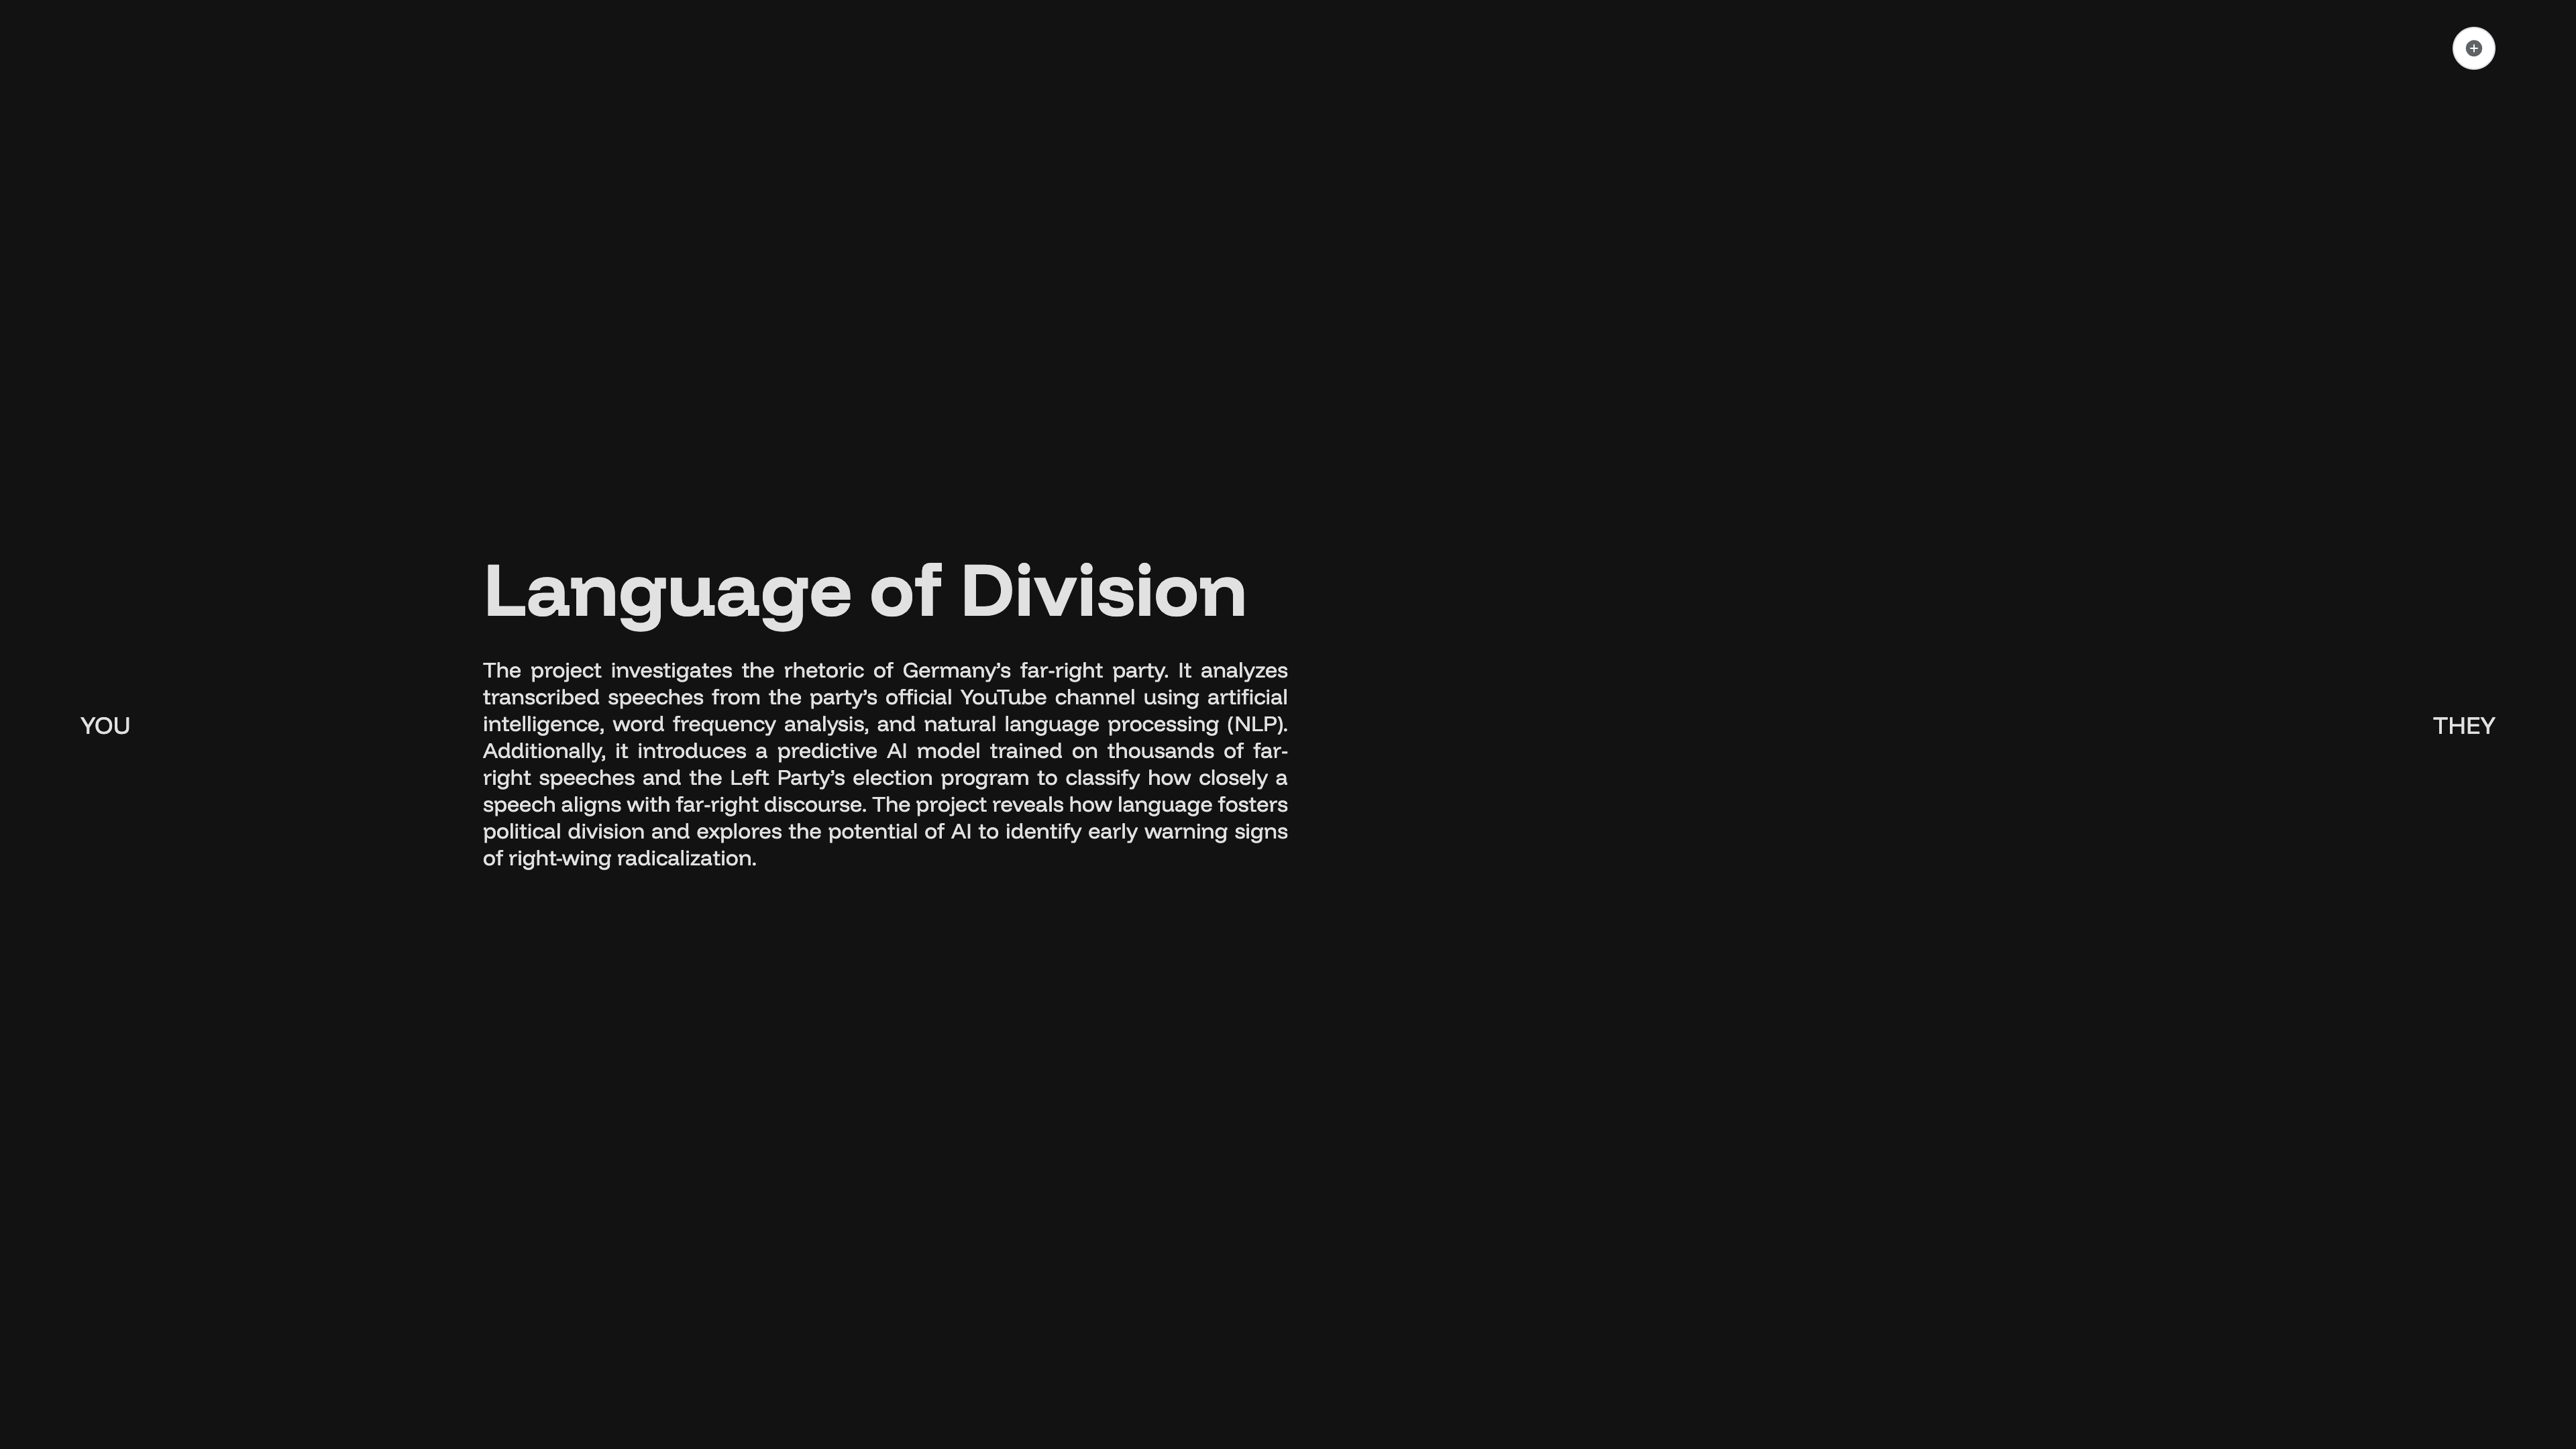 Language of Division
The project investigates the rhetoric of Germany’s far-right party. It analyzes
transcribed speeches from the party’s official YouTube channel using artificial
intelligence, word frequency analysis, and natural language processing (NLP).
Additionally, it introduces a predictive AI model trained on thousands of far-
right speeches and the Left Party’s election program to classify how closely a
speech aligns with far-right discourse. The project reveals how language fosters
political division and explores the potential of AI to identify early warning signs
of right-wing radicalization.
YOU
THEY